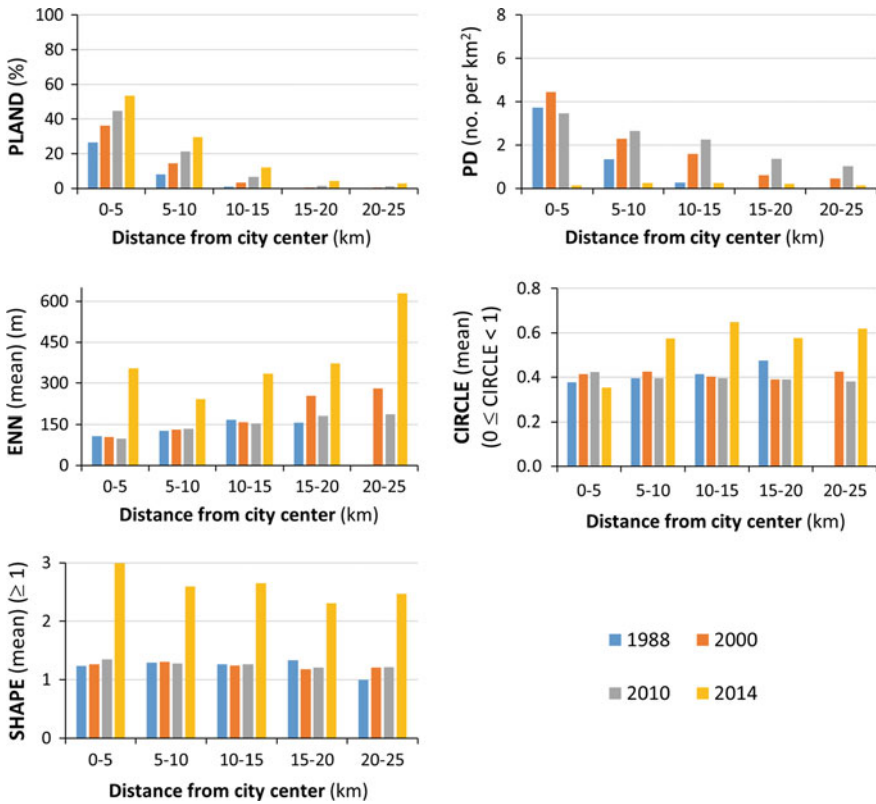 PLAND (%)
100
80
60
40
20
0
0-5 5-10 10-15 15-20 20-25
Distance from city center (km)
PD (no. per km²)
8
6
4
2
0
0-5 5-10 10-15 15-20 20-25
Distance from city center (km)
ENN (mean) (m)
600
450
300
150
0
0-5 5-10 10-15 15-20 20-25
Distance from city center (km)
CIRCLE (mean)
(0 ≤ CIRCLE < 1)
0.8
0.6
0.4
0.2
0.0
0-5 5-10 10-15 15-20 20-25
Distance from city center (km)
SHAPE (mean) (≥ 1)
3
2
1
0
0-5 5-10 10-15 15-20 20-25
Distance from city center (km)
1988 2000
2010 2014